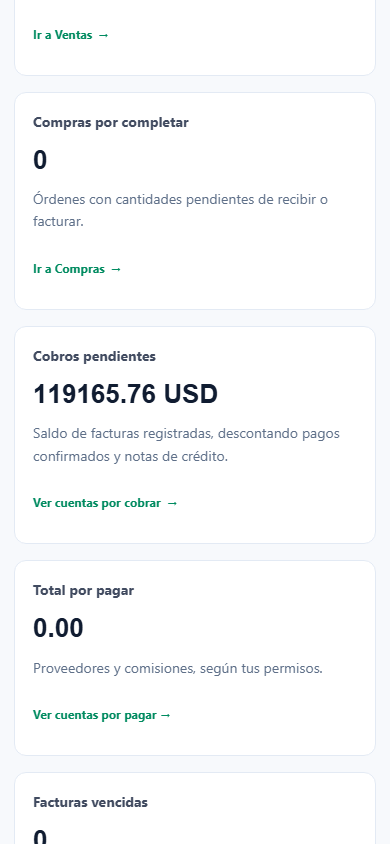 Ir a Ventas →
Compras por completar
0
Órdenes con cantidades pendientes de recibir o
facturar.
Ir a Compras →
Cobros pendientes
119165.76 USD
Saldo de facturas registradas, descontando pagos
confirmados y notas de crédito.
Ver cuentas por cobrar →
Total por pagar
0.00
Proveedores y comisiones, según tus permisos.
Ver cuentas por pagar →
Facturas vencidas
0